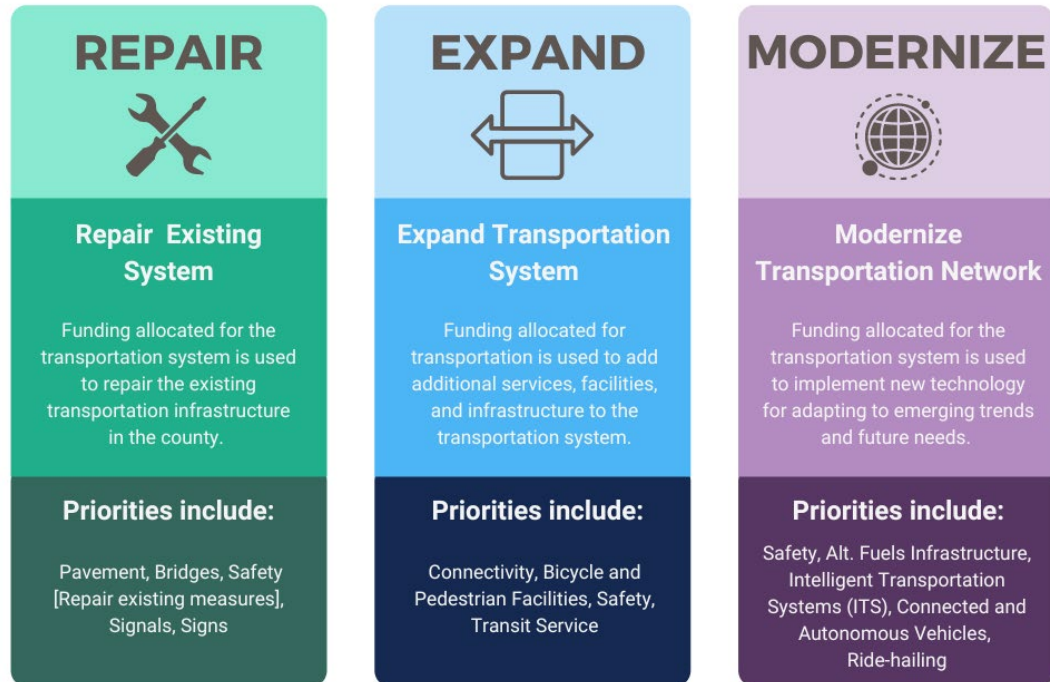 REPAIR
Repair Existing
System
Funding allocated for the
transportation system is used
to repair the existing
transportation infrastructure
in the county.
Priorities include:
Pavement, Bridges, Safety
[Repair existing measures],
Signals, Signs
EXPAND
Expand Transportation
System
Funding allocated for
transportation is used to add
additional services, facilities,
and infrastructure to the
transportation system.
Priorities include:
Connectivity, Bicycle and
Pedestrian Facilities, Safety,
Transit Service
MODERNIZE
Modernize
Transportation Network
Funding allocated for the
transportation system is used
to implement new technology
for adapting to emerging trends
and future needs.
Priorities include:
Safety, Alt. Fuels Infrastructure,
Intelligent Transportation
Systems (ITS), Connected and
Autonomous Vehicles,
Ride-hailing